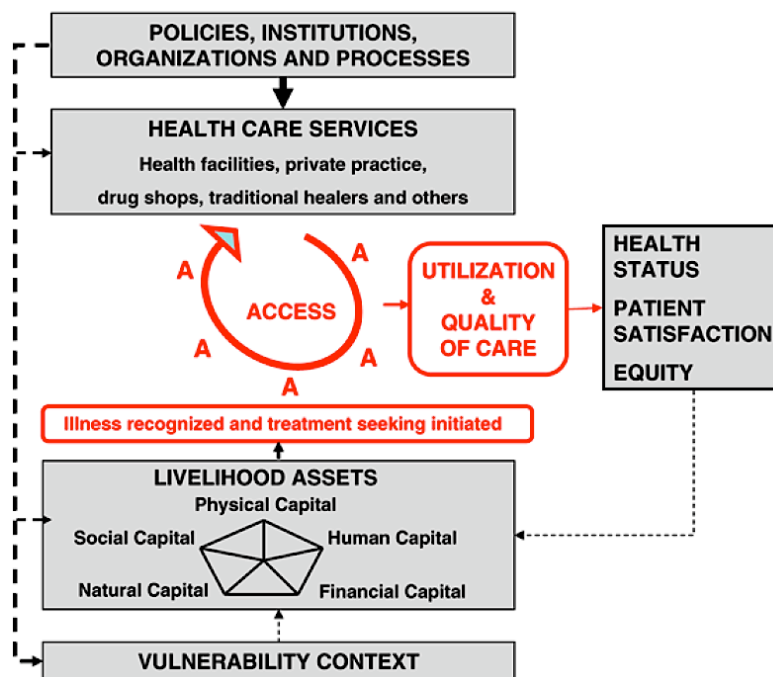 POLICIES, INSTITUTIONS,
ORGANIZATIONS AND PROCESSES
HEALTH CARE SERVICES
Health facilities, private practice,
drug shops, traditional healers and others
A
A
A
A
A
ACCESS
UTILIZATION
&
QUALITY
OF CARE
HEALTH
STATUS
PATIENT
SATISFACTION
EQUITY
Illness recognized and treatment seeking initiated
LIVELIHOOD ASSETS
Physical Capital
Social Capital
Human Capital
Natural Capital
Financial Capital
VULNERABILITY CONTEXT